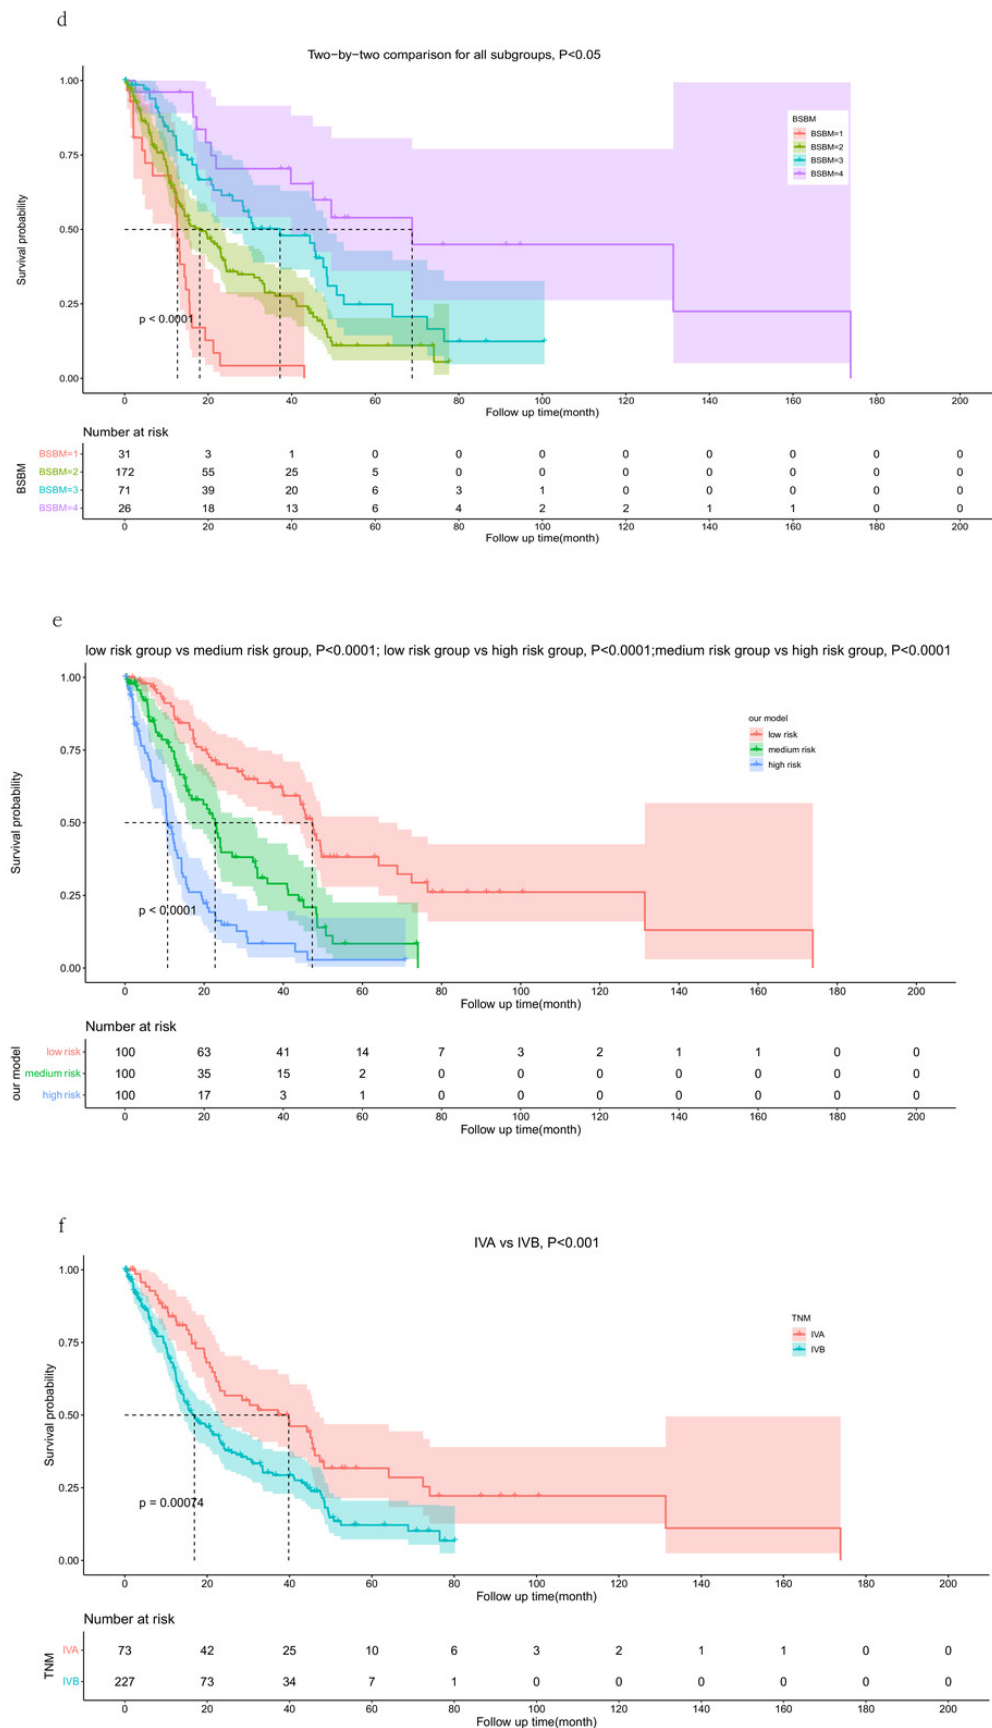 d
Two-by-two comparison for all subgroups, P<0.05
1.00
0.75
0.50
0.25
0.00
Survival probability
p < 0.0001
BSBM
BSBM=1
BSBM=2
BSBM=3
BSBM=4
0 20 40 60 80 100 120 140 160 180 200
Follow up time(month)
Number at risk
BSBM
BSBM=1 31 3 1 0 0 0 0 0 0 0 0
BSBM=2 172 55 25 5 0 0 0 0 0 0 0
BSBM=3 71 39 20 6 3 1 0 0 0 0 0
BSBM=4 26 18 13 6 4 2 2 1 1 0 0
0 20 40 60 80 100 120 140 160 180 200
Follow up time(month)
e
low risk group vs medium risk group, P<0.0001; low risk group vs high risk group, P<0.0001;medium risk group vs high risk group, P<0.0001
1.00
0.75
0.50
0.25
0.00
Survival probability
p < 0.0001
our model
low risk
medium risk
high risk
0 20 40 60 80 100 120 140 160 180 200
Follow up time(month)
Number at risk
our model
low risk 100 63 41 14 7 3 2 1 1 0 0
medium risk 100 35 15 2 0 0 0 0 0 0 0
high risk 100 17 3 1 0 0 0 0 0 0 0
0 20 40 60 80 100 120 140 160 180 200
Follow up time(month)
f
IVA vs IVB, P<0.001
1.00
0.75
0.50
0.25
0.00
Survival probability
p = 0.00074
TNM
IVA
IVB
0 20 40 60 80 100 120 140 160 180 200
Follow up time(month)
Number at risk
TNM
IVA 73 42 25 10 6 3 2 1 1 0 0
IVB 227 73 34 7 1 0 0 0 0 0 0
0 20 40 60 80 100 120 140 160 180 200
Follow up time(month)